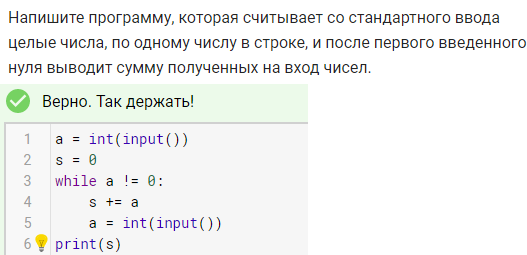 Напишите программу, которая считывает со стандартного ввода
целые числа, по одному числу в строке, и после первого введенного
нуля выводит сумму полученных на вход чисел.
Верно. Так держать!
1 a = int(input())
2 s = 0
3 while a != 0:
4     s += a
5     a = int(input())
6 print(s)